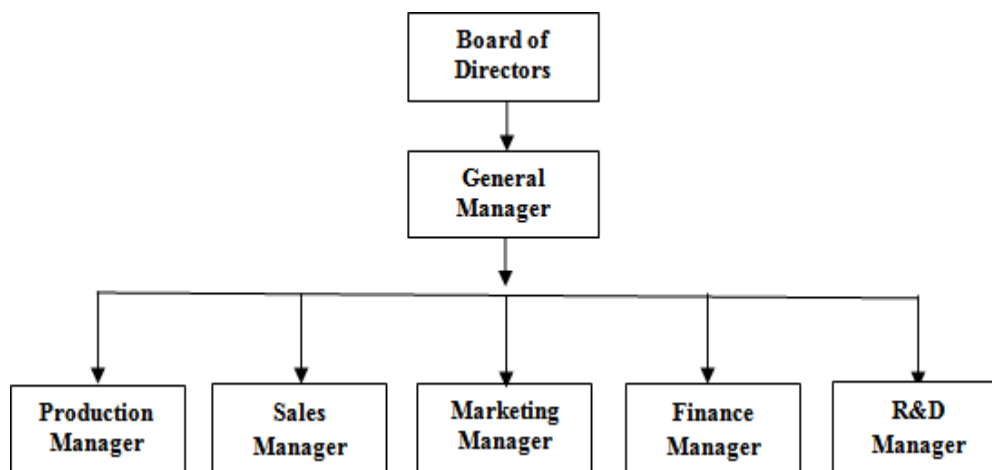 Board of
Directors
General
Manager
Production
Manager
Sales
Manager
Marketing
Manager
Finance
Manager
R&D
Manager